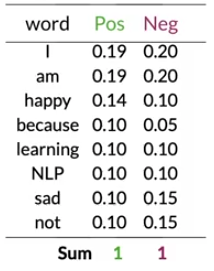 word Pos Neg
I 0.19 0.20
am 0.19 0.20
happy 0.14 0.10
because 0.10 0.05
learning 0.10 0.10
NLP 0.10 0.10
sad 0.10 0.15
not 0.10 0.15
Sum 1 1